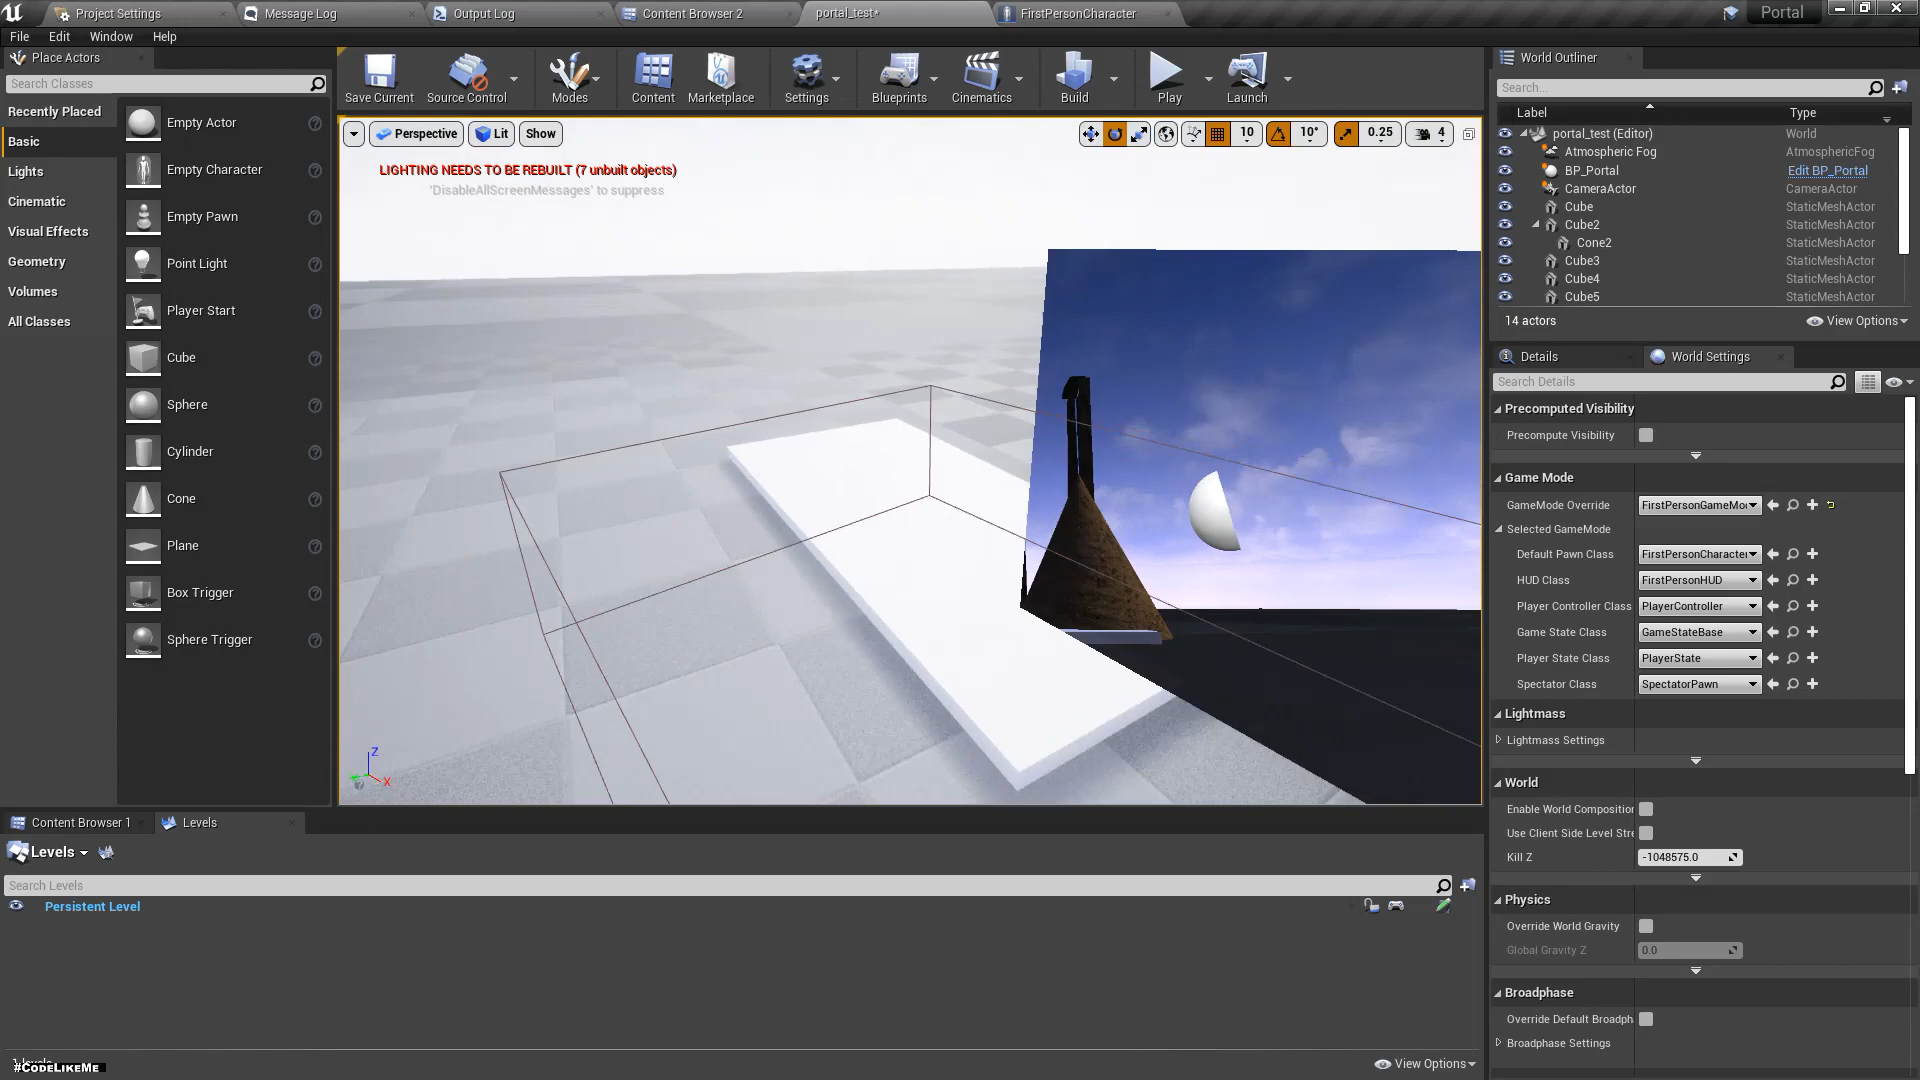 Project Settings
Message Log
Output Log
Content Browser 2
portal_test*
FirstPersonCharacter
Portal
File Edit Window Help
Place Actors
Search Classes
Recently Placed
Basic
Lights
Cinematic
Visual Effects
Geometry
Volumes
All Classes
Empty Actor
Empty Character
Empty Pawn
Point Light
Player Start
Cube
Sphere
Cylinder
Cone
Plane
Box Trigger
Sphere Trigger
Save Current
Source Control
Modes
Content
Marketplace
Settings
Blueprints
Cinematics
Build
Play
Launch
Perspective
Lit
Show
10
10°
0.25
4
LIGHTING NEEDS TO BE REBUILT (7 unbuilt objects)
'DisableAllScreenMessages' to suppress
Z
X
World Outliner
Search...
Label Type
portal_test (Editor) World
Atmospheric Fog AtmosphericFog
BP_Portal Edit BP_Portal
CameraActor CameraActor
Cube StaticMeshActor
Cube2 StaticMeshActor
Cone2 StaticMeshActor
Cube3 StaticMeshActor
Cube4 StaticMeshActor
Cube5 StaticMeshActor
14 actors
View Options
Details
World Settings
Search Details
Precomputed Visibility
Precompute Visibility
Game Mode
GameMode Override FirstPersonGameMo
Selected GameMode
Default Pawn Class FirstPersonCharacter
HUD Class FirstPersonHUD
Player Controller Class PlayerController
Game State Class GameStateBase
Player State Class PlayerState
Spectator Class SpectatorPawn
Lightmass
Lightmass Settings
World
Enable World Composition
Use Client Side Level Stre
Kill Z -1048575.0
Physics
Override World Gravity
Global Gravity Z 0.0
Broadphase
Override Default Broadph
Broadphase Settings
Content Browser 1
Levels
Levels
Search Levels
Persistent Level
View Options
#CodeLikeMe